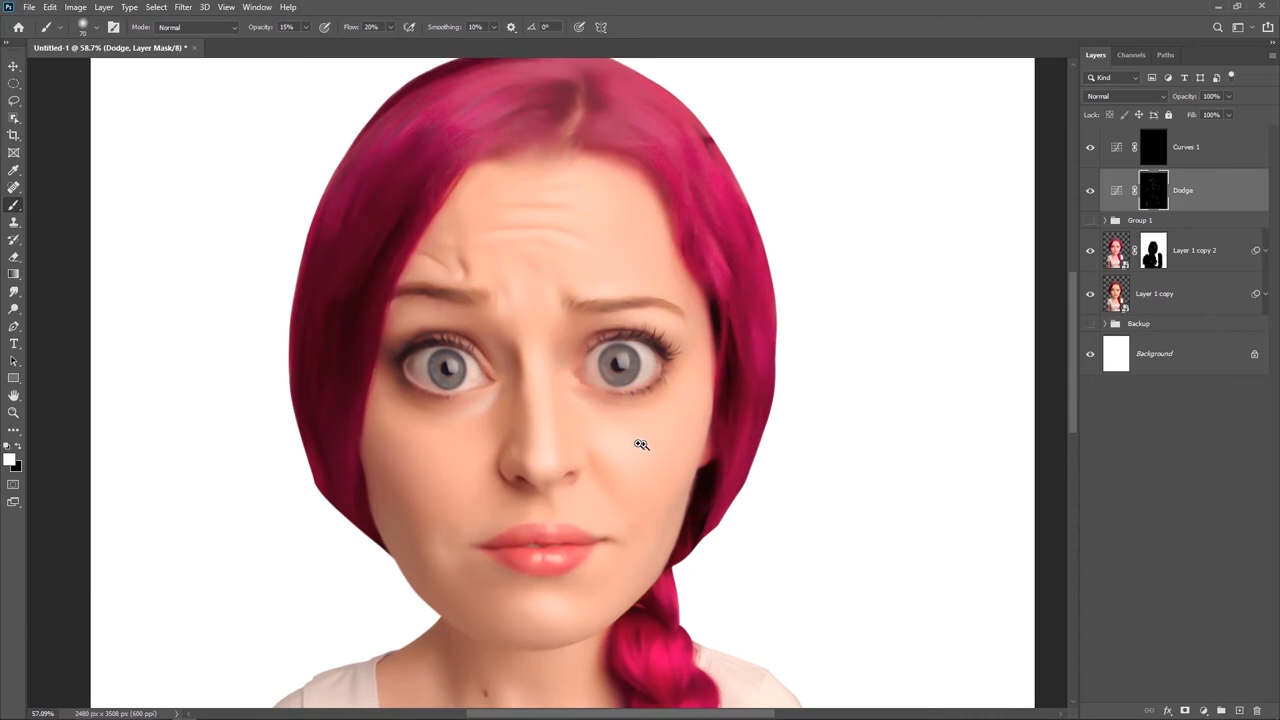 File Edit Image Layer Type Select Filter 3D View Window Help
70 Mode: Normal Opacity: 15% Flow: 20% Smoothing: 10% 0°
Untitled-1 @ 58.7% (Dodge, Layer Mask/8) *
Layers Channels Paths
Kind
Normal Opacity: 100%
Lock: Fill: 100%
Curves 1
Dodge
Group 1
Layer 1 copy 2
Layer 1 copy
Backup
Background
57.09% 2480 px x 3508 px (600 ppi)